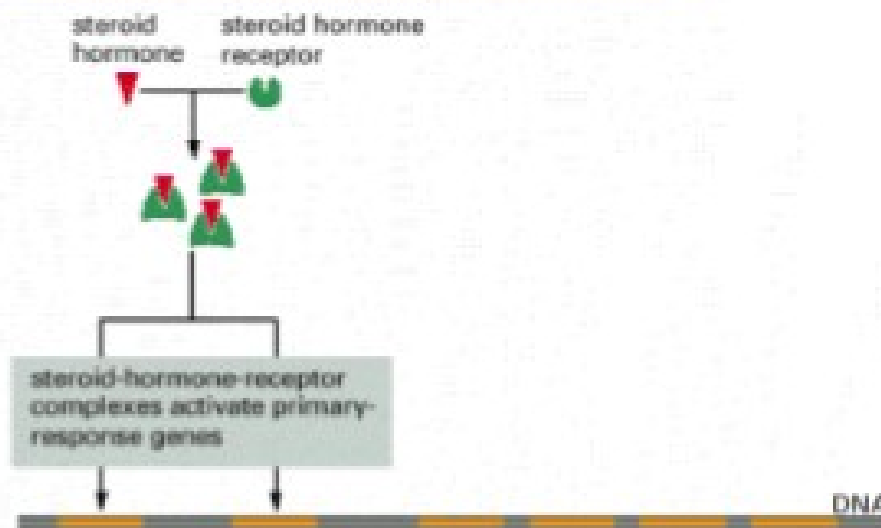 steroid
hormone
steroid hormone
receptor
steroid-hormone-receptor
complexes activate primary-
response genes
DNA